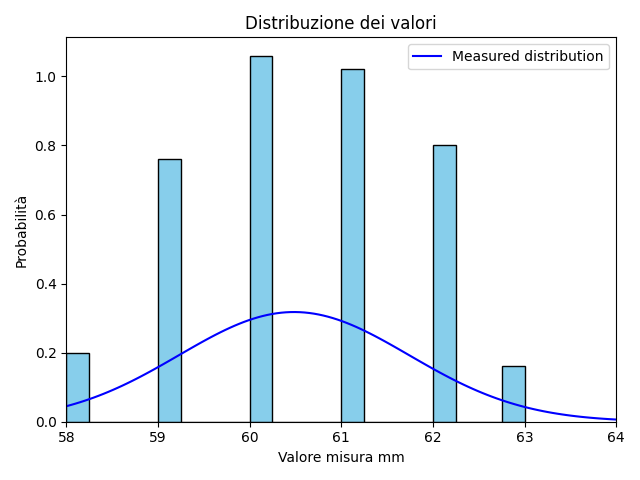 Distribuzione dei valori
Measured distribution
Probabilità
1.0
0.8
0.6
0.4
0.2
0.0
58 59 60 61 62 63 64
Valore misura mm